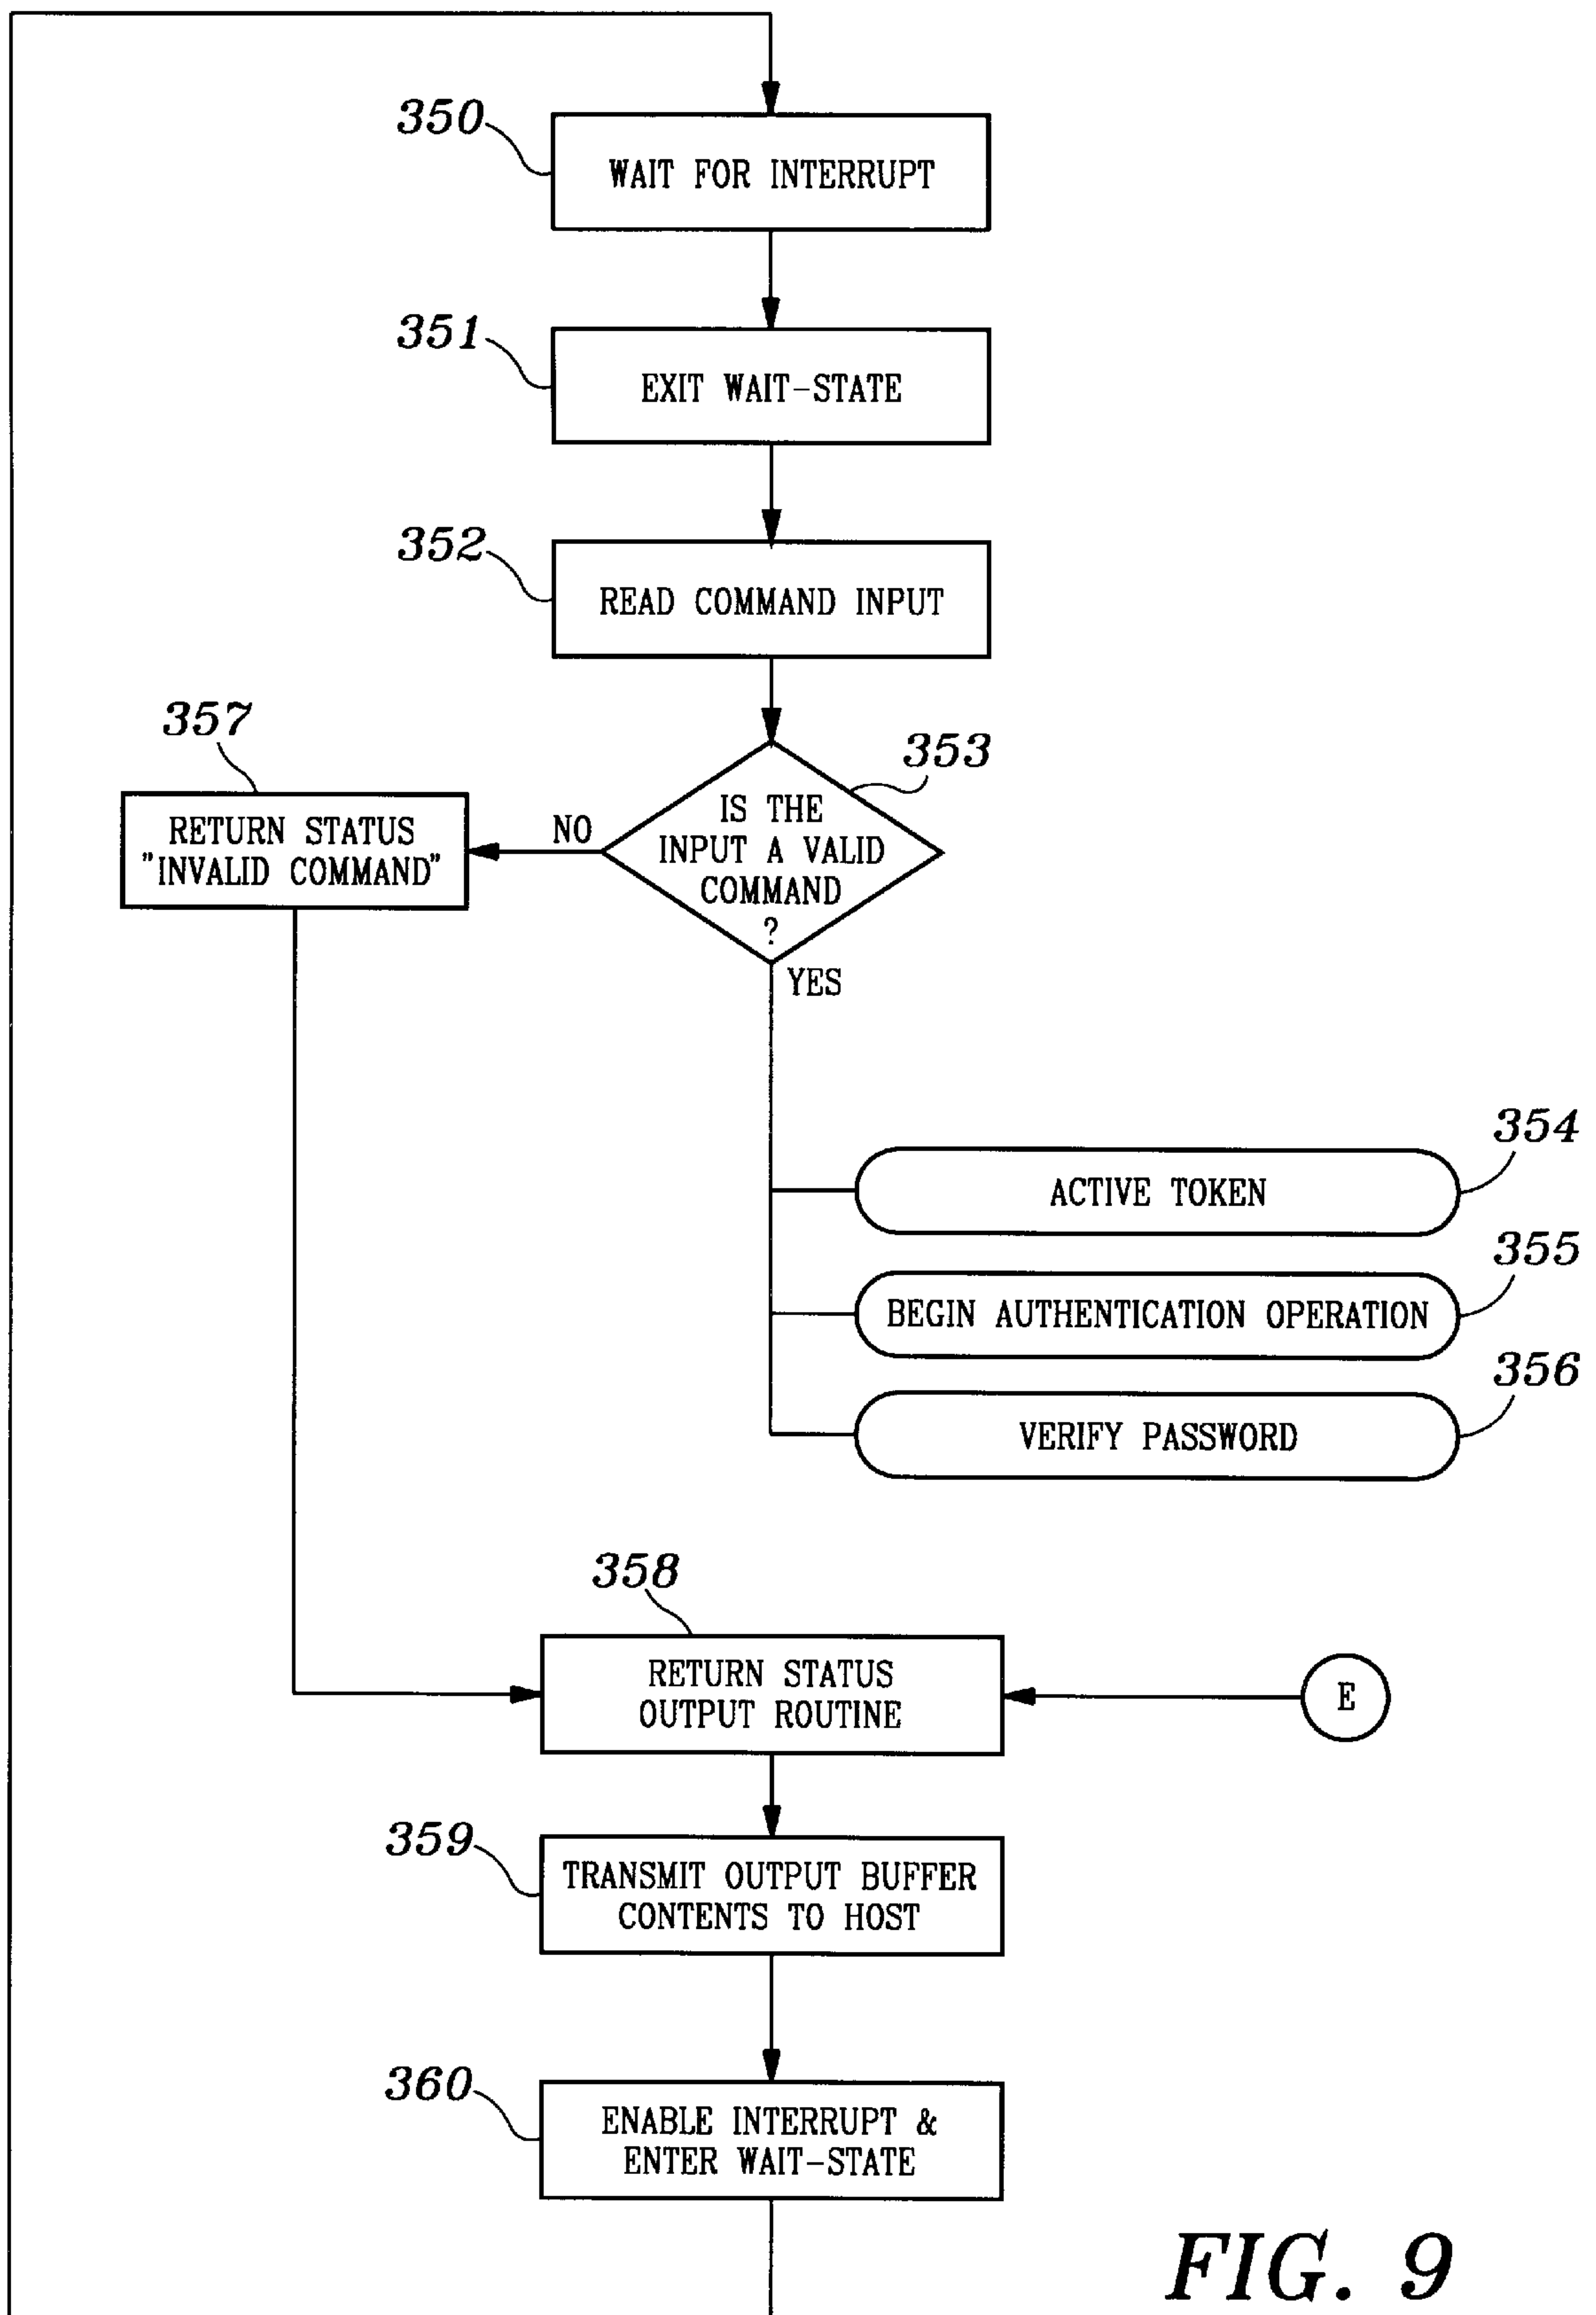 350
WAIT FOR INTERRUPT
351
EXIT WAIT-STATE
352
READ COMMAND INPUT
357
353
RETURN STATUS
"INVALID COMMAND"
NO
IS THE
INPUT A VALID
COMMAND
?
YES
354
ACTIVE TOKEN
355
BEGIN AUTHENTICATION OPERATION
356
VERIFY PASSWORD
358
RETURN STATUS
OUTPUT ROUTINE
E
359
TRANSMIT OUTPUT BUFFER
CONTENTS TO HOST
360
ENABLE INTERRUPT &
ENTER WAIT-STATE
FIG. 9